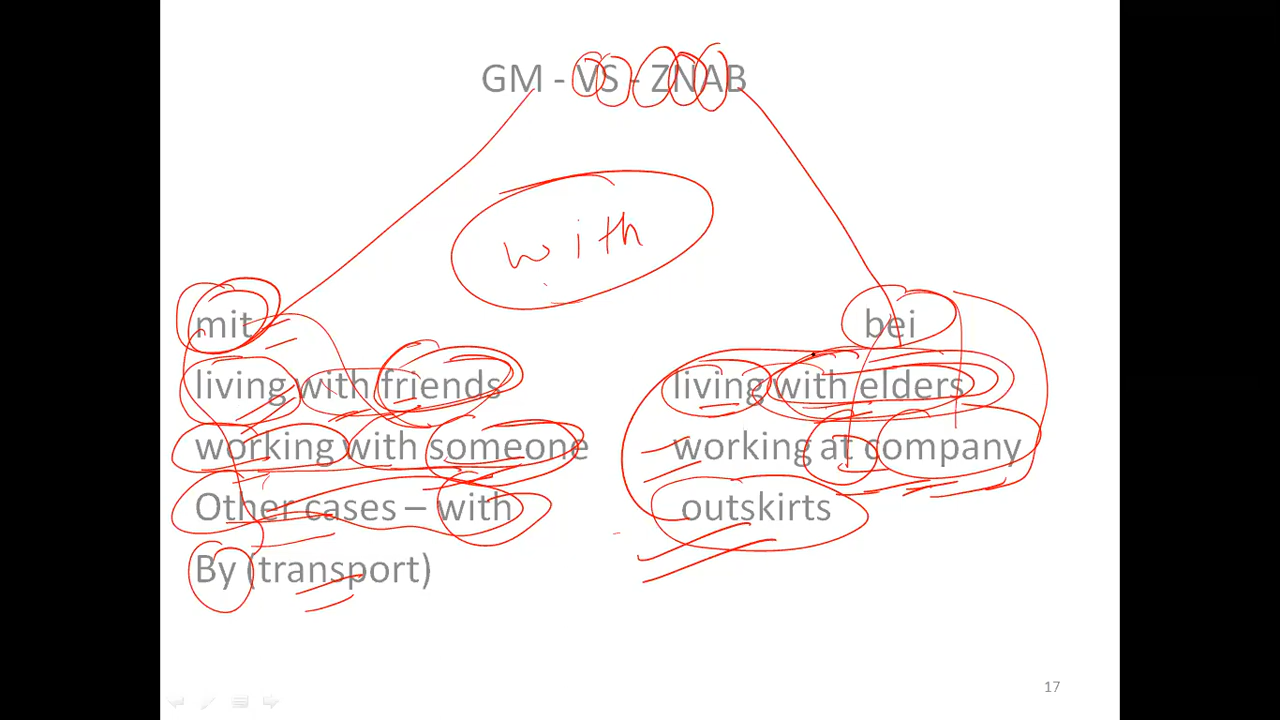 GM - VS - ZNAB
with
mit
living with friends
working with someone
Other cases – with
By (transport)
bei
living with elders
working at company
outskirts
17